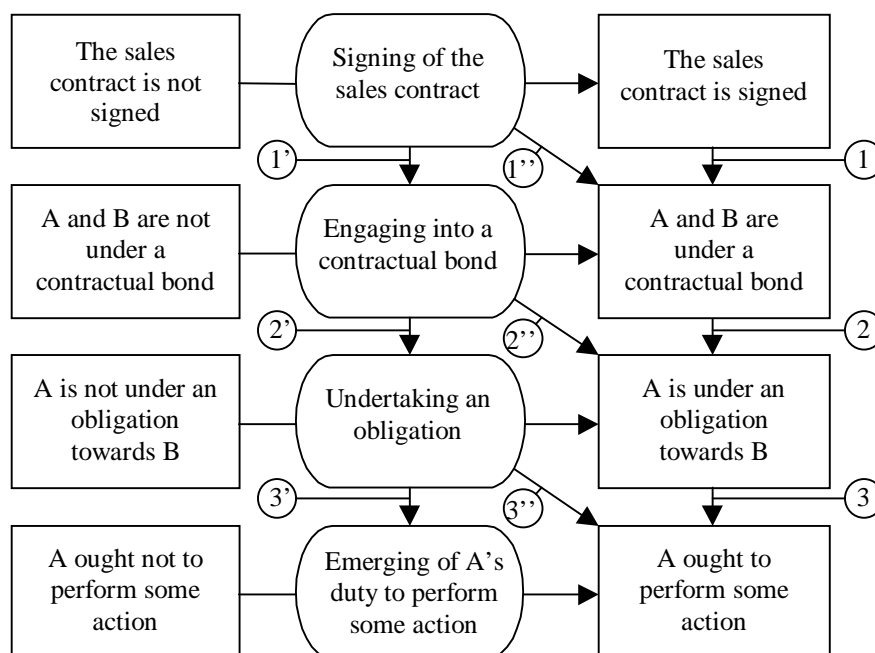 The sales
contract is not
signed
Signing of the
sales contract
The sales
contract is signed
1’
1’’
1
A and B are not
under a
contractual bond
Engaging into a
contractual bond
A and B are
under a
contractual bond
2’
2’’
2
A is not under an
obligation
towards B
Undertaking an
obligation
A is under an
obligation
towards B
3’
3’’
3
A ought not to
perform some
action
Emerging of A’s
duty to perform
some action
A ought to
perform some
action